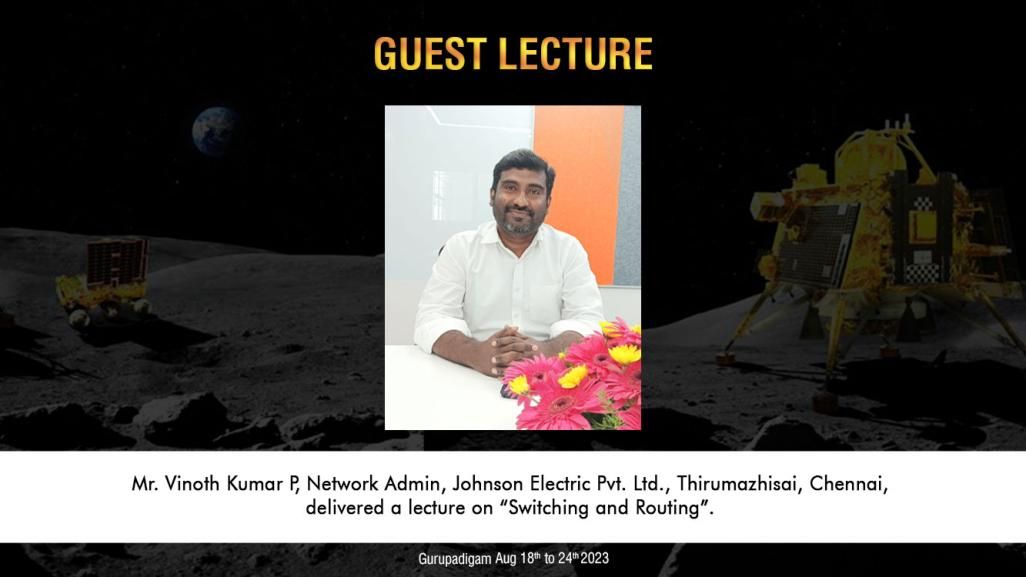 GUEST LECTURE
Mr. Vinoth Kumar P, Network Admin, Johnson Electric Pvt. Ltd., Thirumazhisai, Chennai,
delivered a lecture on “Switching and Routing”.
Gurupadigam Aug 18th to 24th 2023